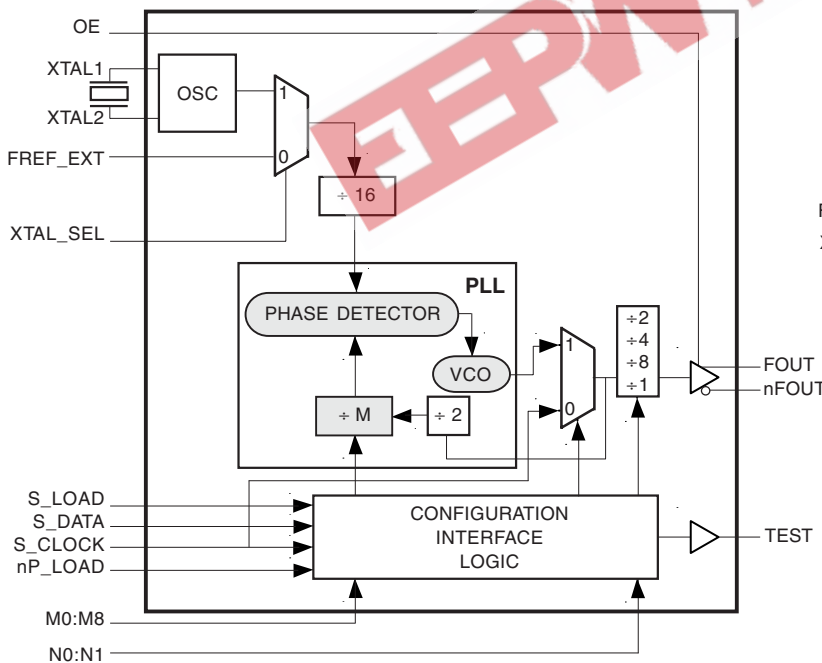 OE
XTAL1
OSC
XTAL2
1
0
FREF_EXT
÷ 16
XTAL_SEL
PLL
PHASE DETECTOR
VCO
÷ M
÷ 2
1
0
÷2
÷4
÷8
÷1
FOUT
nFOUT
S_LOAD
S_DATA
S_CLOCK
nP_LOAD
CONFIGURATION
INTERFACE
LOGIC
TEST
M0:M8
N0:N1